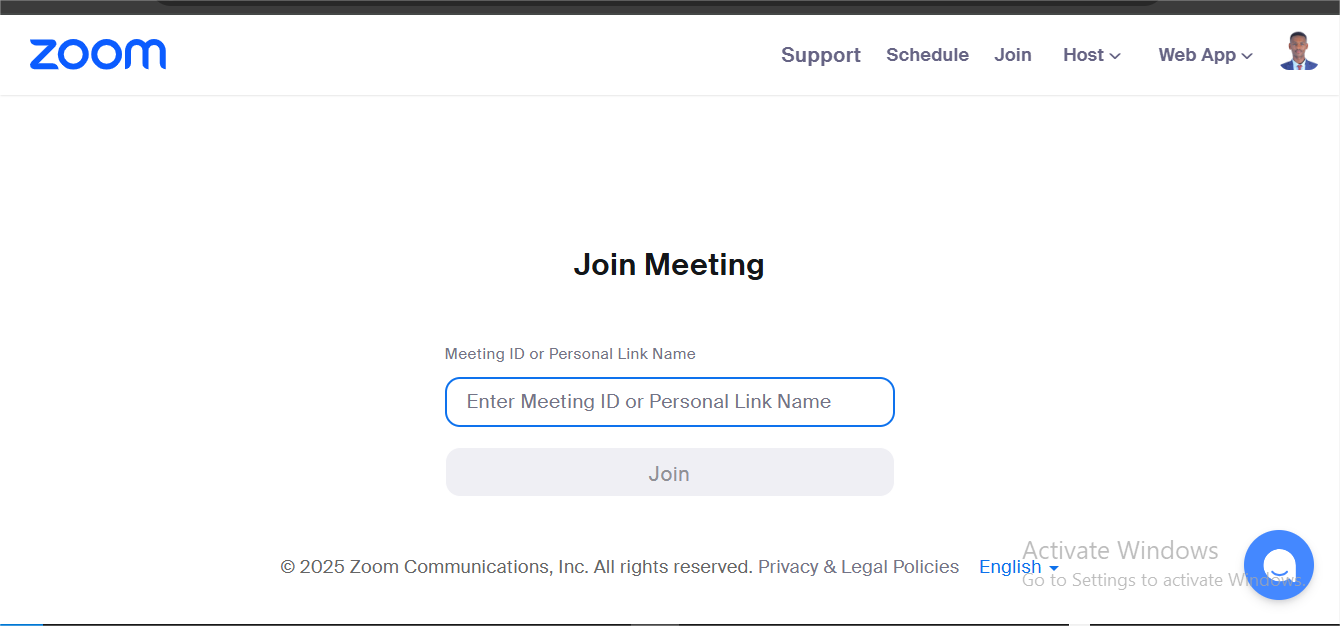 zoom
Support Schedule Join Host Web App
Join Meeting
Meeting ID or Personal Link Name
Enter Meeting ID or Personal Link Name
Join
Activate Windows
© 2025 Zoom Communications, Inc. All rights reserved. Privacy & Legal Policies English
Go to Settings to activate Windows.